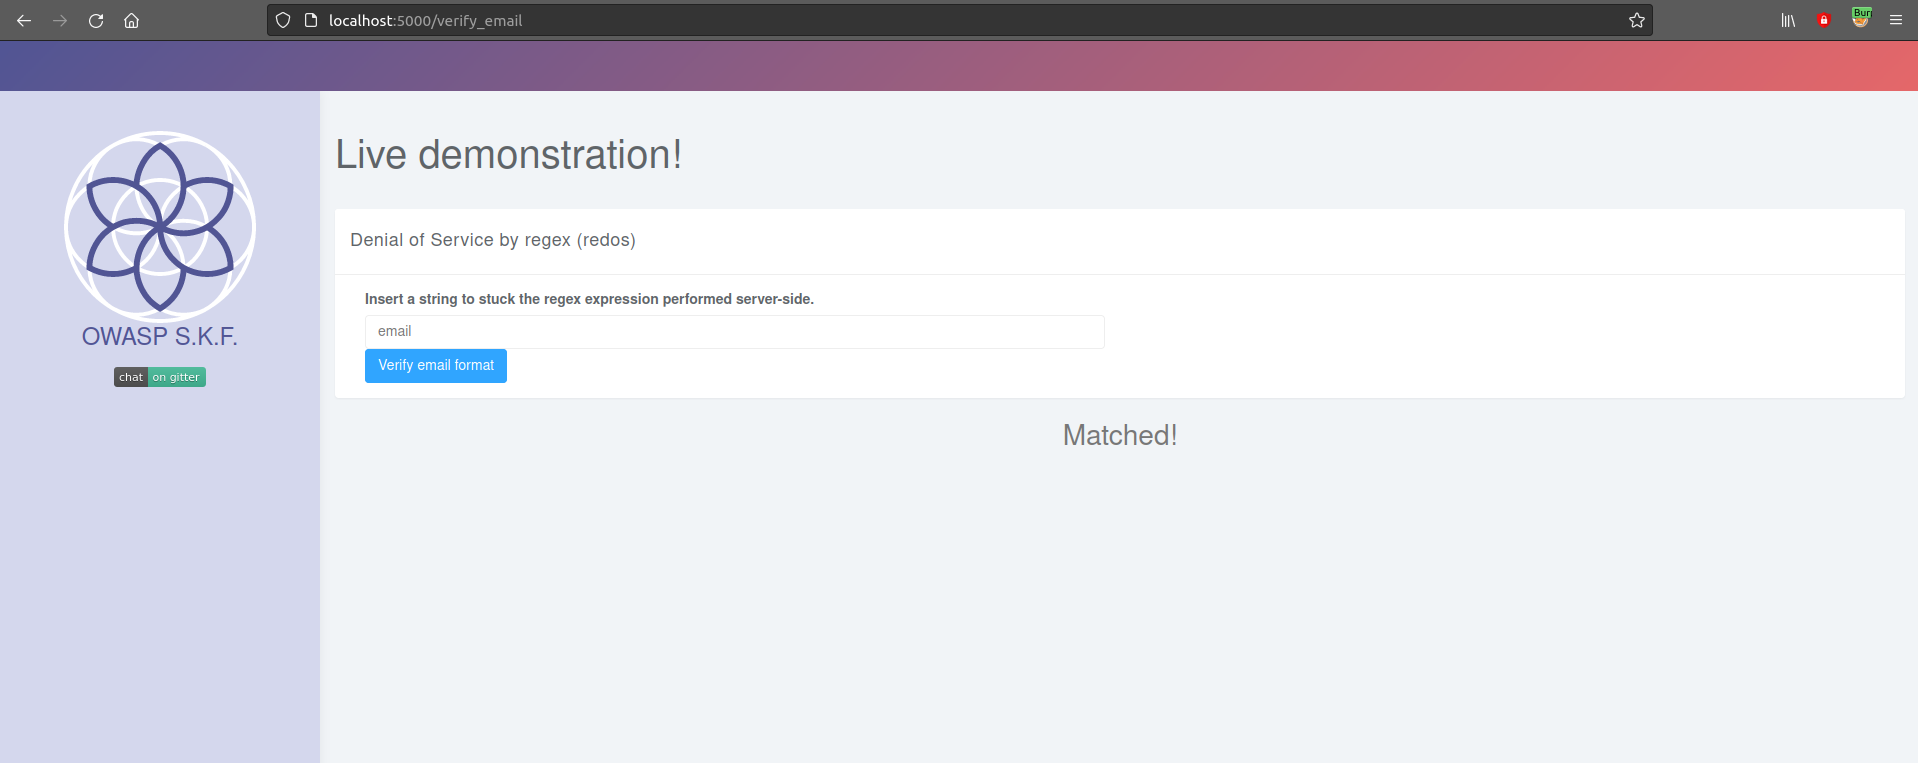 localhost:5000/verify_email
Live demonstration!
Denial of Service by regex (redos)
Insert a string to stuck the regex expression performed server-side.
email
Verify email format
Matched!
OWASP S.K.F.
chat on gitter